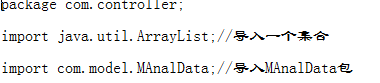 package com.controller;
import java.util.ArrayList;//导入一个集合
import com.model.MAnalData;//导入MAnalData包